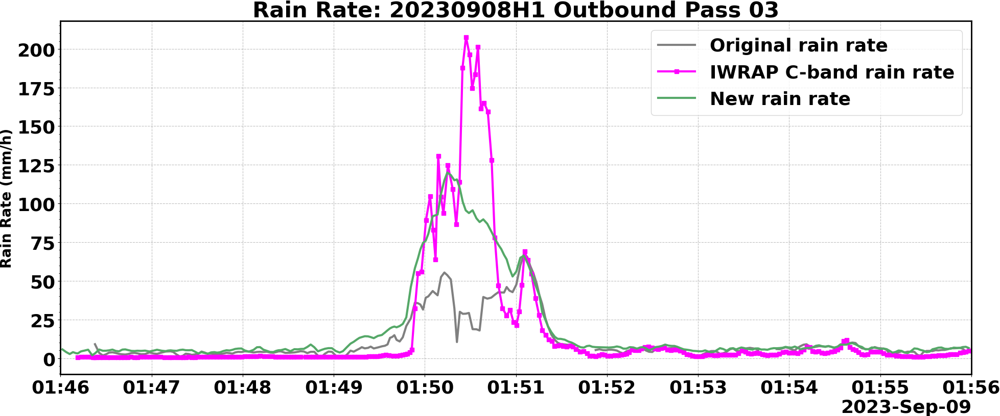 Rain Rate: 20230908H1 Outbound Pass 03
Original rain rate
IWRAP C-band rain rate
New rain rate
Rain Rate (mm/h)
200
175
150
125
100
75
50
25
0
01:46 01:47 01:48 01:49 01:50 01:51 01:52 01:53 01:54 01:55 01:56
2023-Sep-09